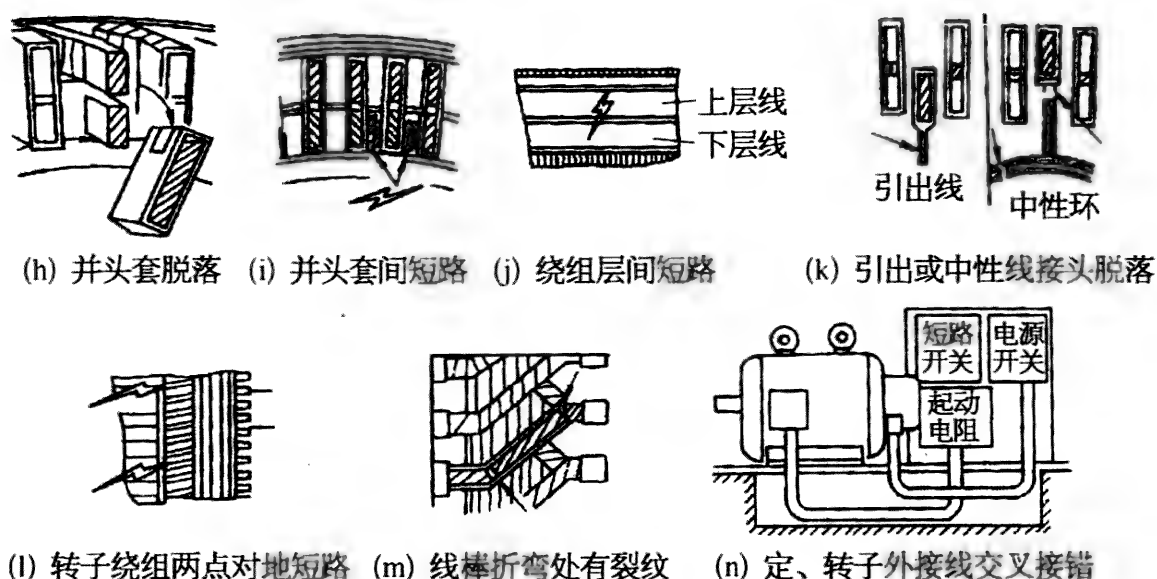 上层线
下层线
引出线
中性环
(h) 并头套脱落
(i) 并头套间短路
(j) 绕组层间短路
(k) 引出或中性线接头脱落
短路
开关
电源
开关
起动
电阻
(l) 转子绕组两点对地短路
(m) 线棒折弯处有裂纹
(n) 定、转子外接线交叉接错